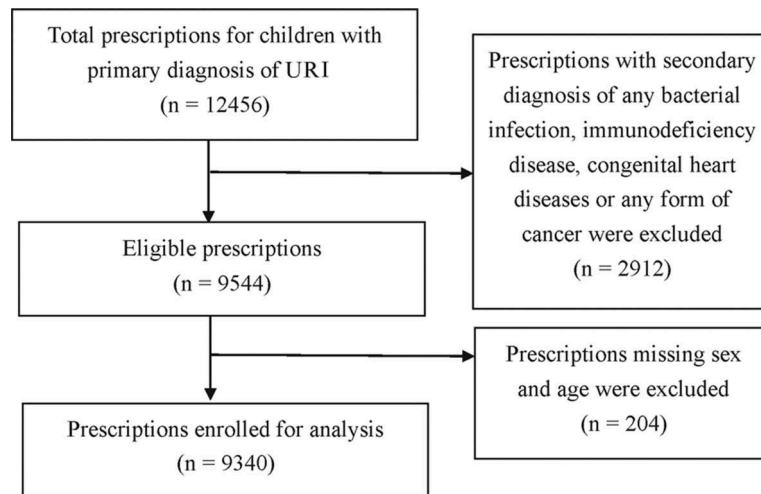 Total prescriptions for children with
primary diagnosis of URI
(n = 12456)
Prescriptions with secondary
diagnosis of any bacterial
infection, immunodeficiency
disease, congenital heart
diseases or any form of
cancer were excluded
(n = 2912)
Eligible prescriptions
(n = 9544)
Prescriptions missing sex
and age were excluded
(n = 204)
Prescriptions enrolled for analysis
(n = 9340)